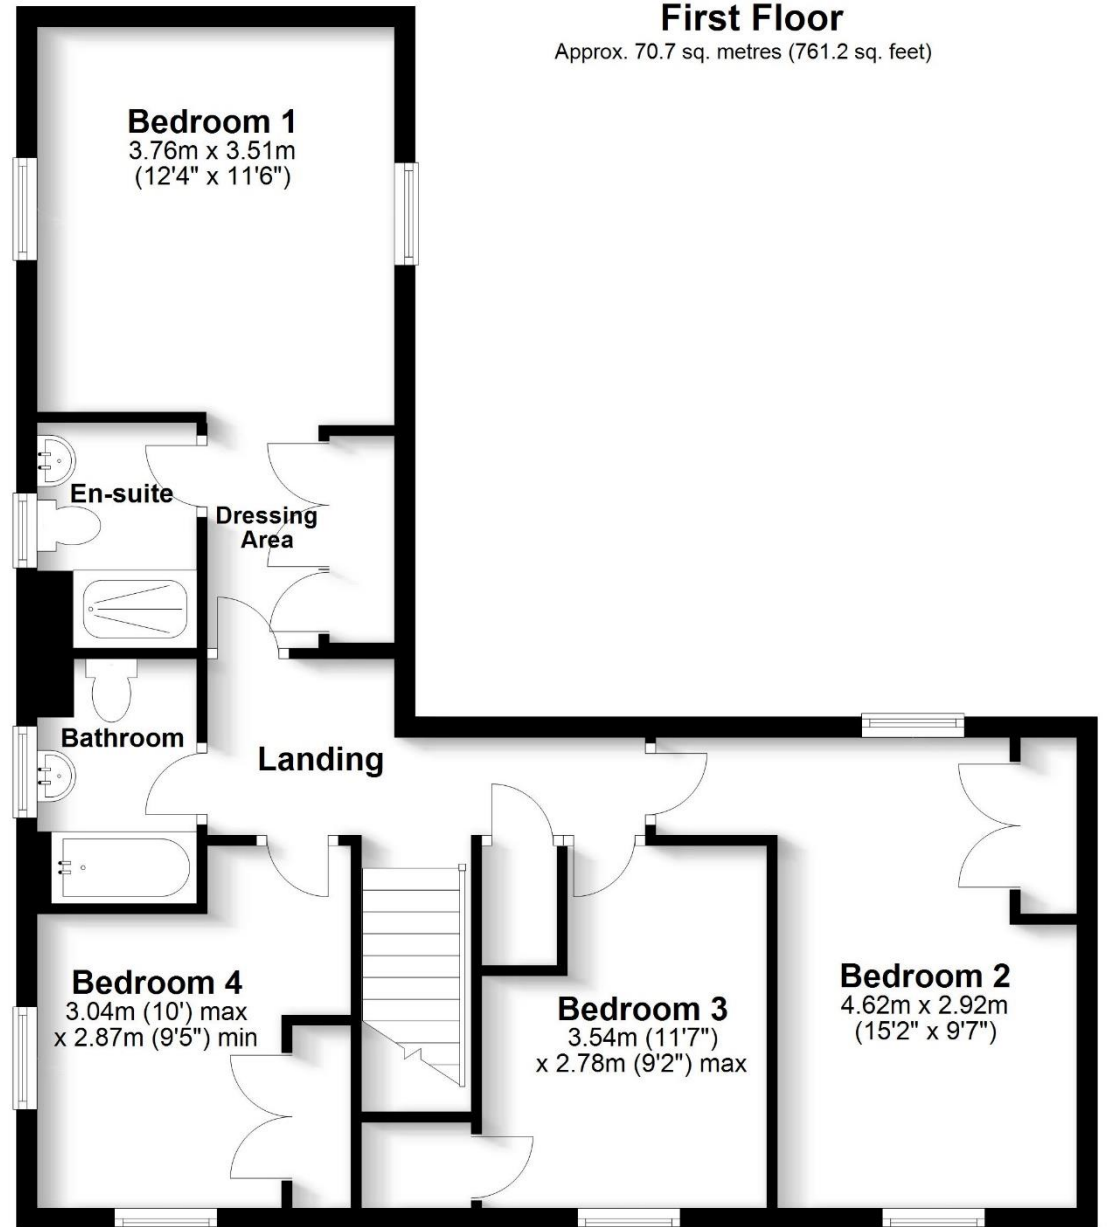 First Floor
Approx. 70.7 sq. metres (761.2 sq. feet)
Bedroom 1
3.76m x 3.51m
(12'4" x 11'6")
En-suite
Dressing
Area
Bathroom
Landing
Bedroom 4
3.04m (10') max
x 2.87m (9'5") min
Bedroom 3
3.54m (11'7")
x 2.78m (9'2") max
Bedroom 2
4.62m x 2.92m
(15'2" x 9'7")